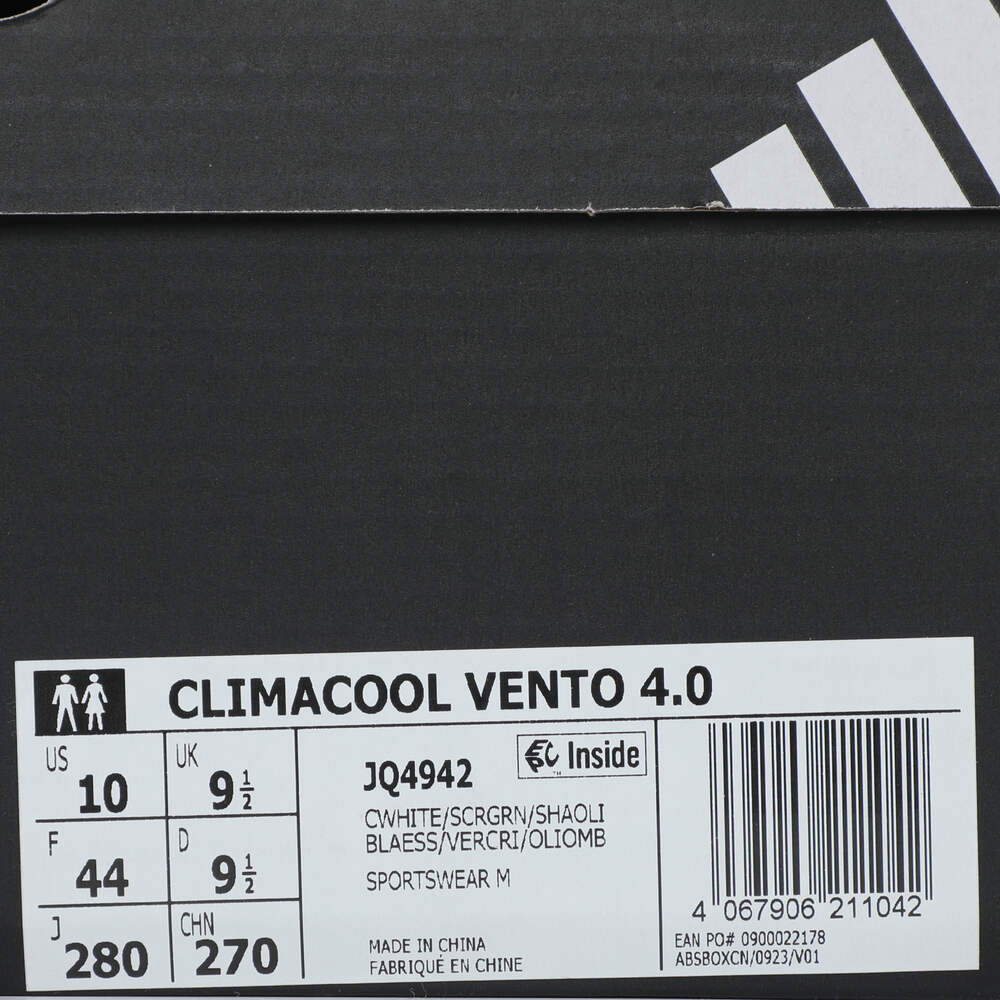 CLIMACOOL VENTO 4.0
US 10
UK 9 1/2
F 44
D 9 1/2
J 280
CHN 270
JQ4942
Inside
TM
CWHITE/SCRGRN/SHAOLI
BLAESS/VERCRI/OLIOMB
SPORTSWEAR M
MADE IN CHINA
FABRIQUÉ EN CHINE
4 067906 211042
EAN PO# 0900022178
ABSBOXCN/0923/V01